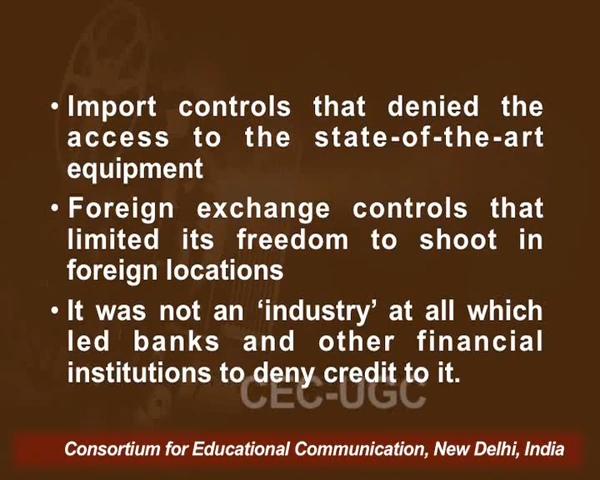 • Import controls that denied the
access to the state-of-the-art
equipment
• Foreign exchange controls that
limited its freedom to shoot in
foreign locations
• It was not an ‘industry’ at all which
led banks and other financial
institutions to deny credit to it.
CEC-UGC
Consortium for Educational Communication, New Delhi, India